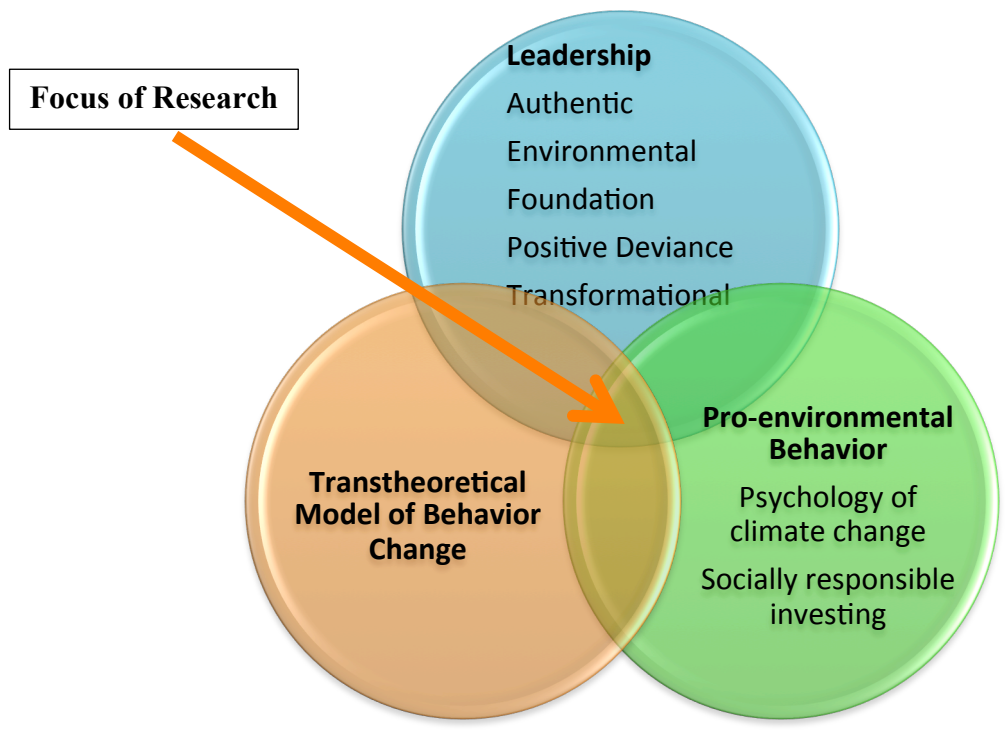 Focus of Research
Leadership
Authentic
Environmental
Foundation
Positive Deviance
Transformational
Transtheoretical
Model of Behavior
Change
Pro-environmental
Behavior
Psychology of
climate change
Socially responsible
investing